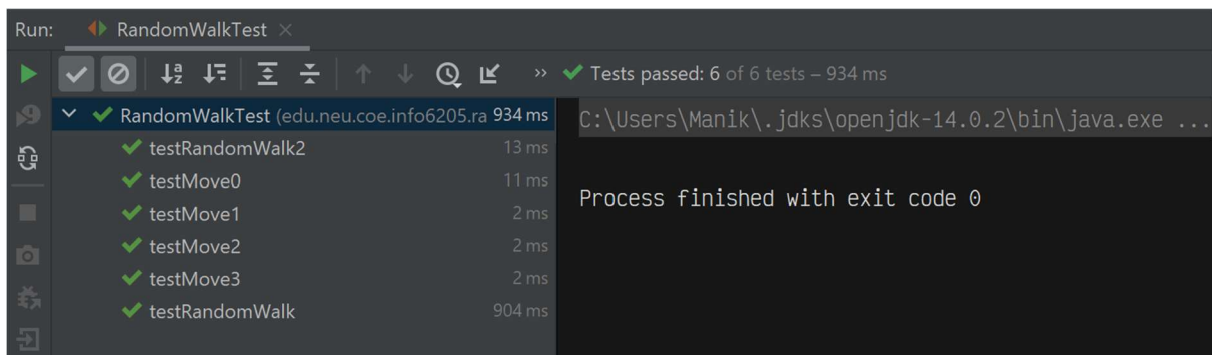 Run: RandomWalkTest
Tests passed: 6 of 6 tests – 934 ms
RandomWalkTest (edu.neu.coe.info6205.ra 934 ms
testRandomWalk2 13 ms
testMove0 11 ms
testMove1 2 ms
testMove2 2 ms
testMove3 2 ms
testRandomWalk 904 ms
C:\Users\Manik\.jdks\openjdk-14.0.2\bin\java.exe ...
Process finished with exit code 0